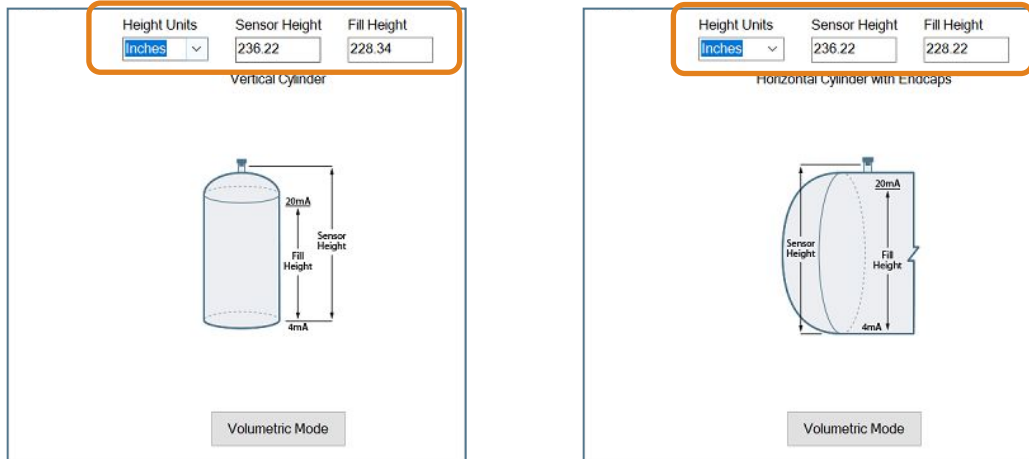 Height Units Sensor Height Fill Height
Inches 236.22 228.34
Vertical Cylinder
20mA
Sensor
Height
Fill
Height
4mA
Volumetric Mode
Height Units Sensor Height Fill Height
Inches 236.22 228.22
Horizontal Cylinder with Endcaps
20mA
Sensor
Height
Fill
Height
4mA
Volumetric Mode